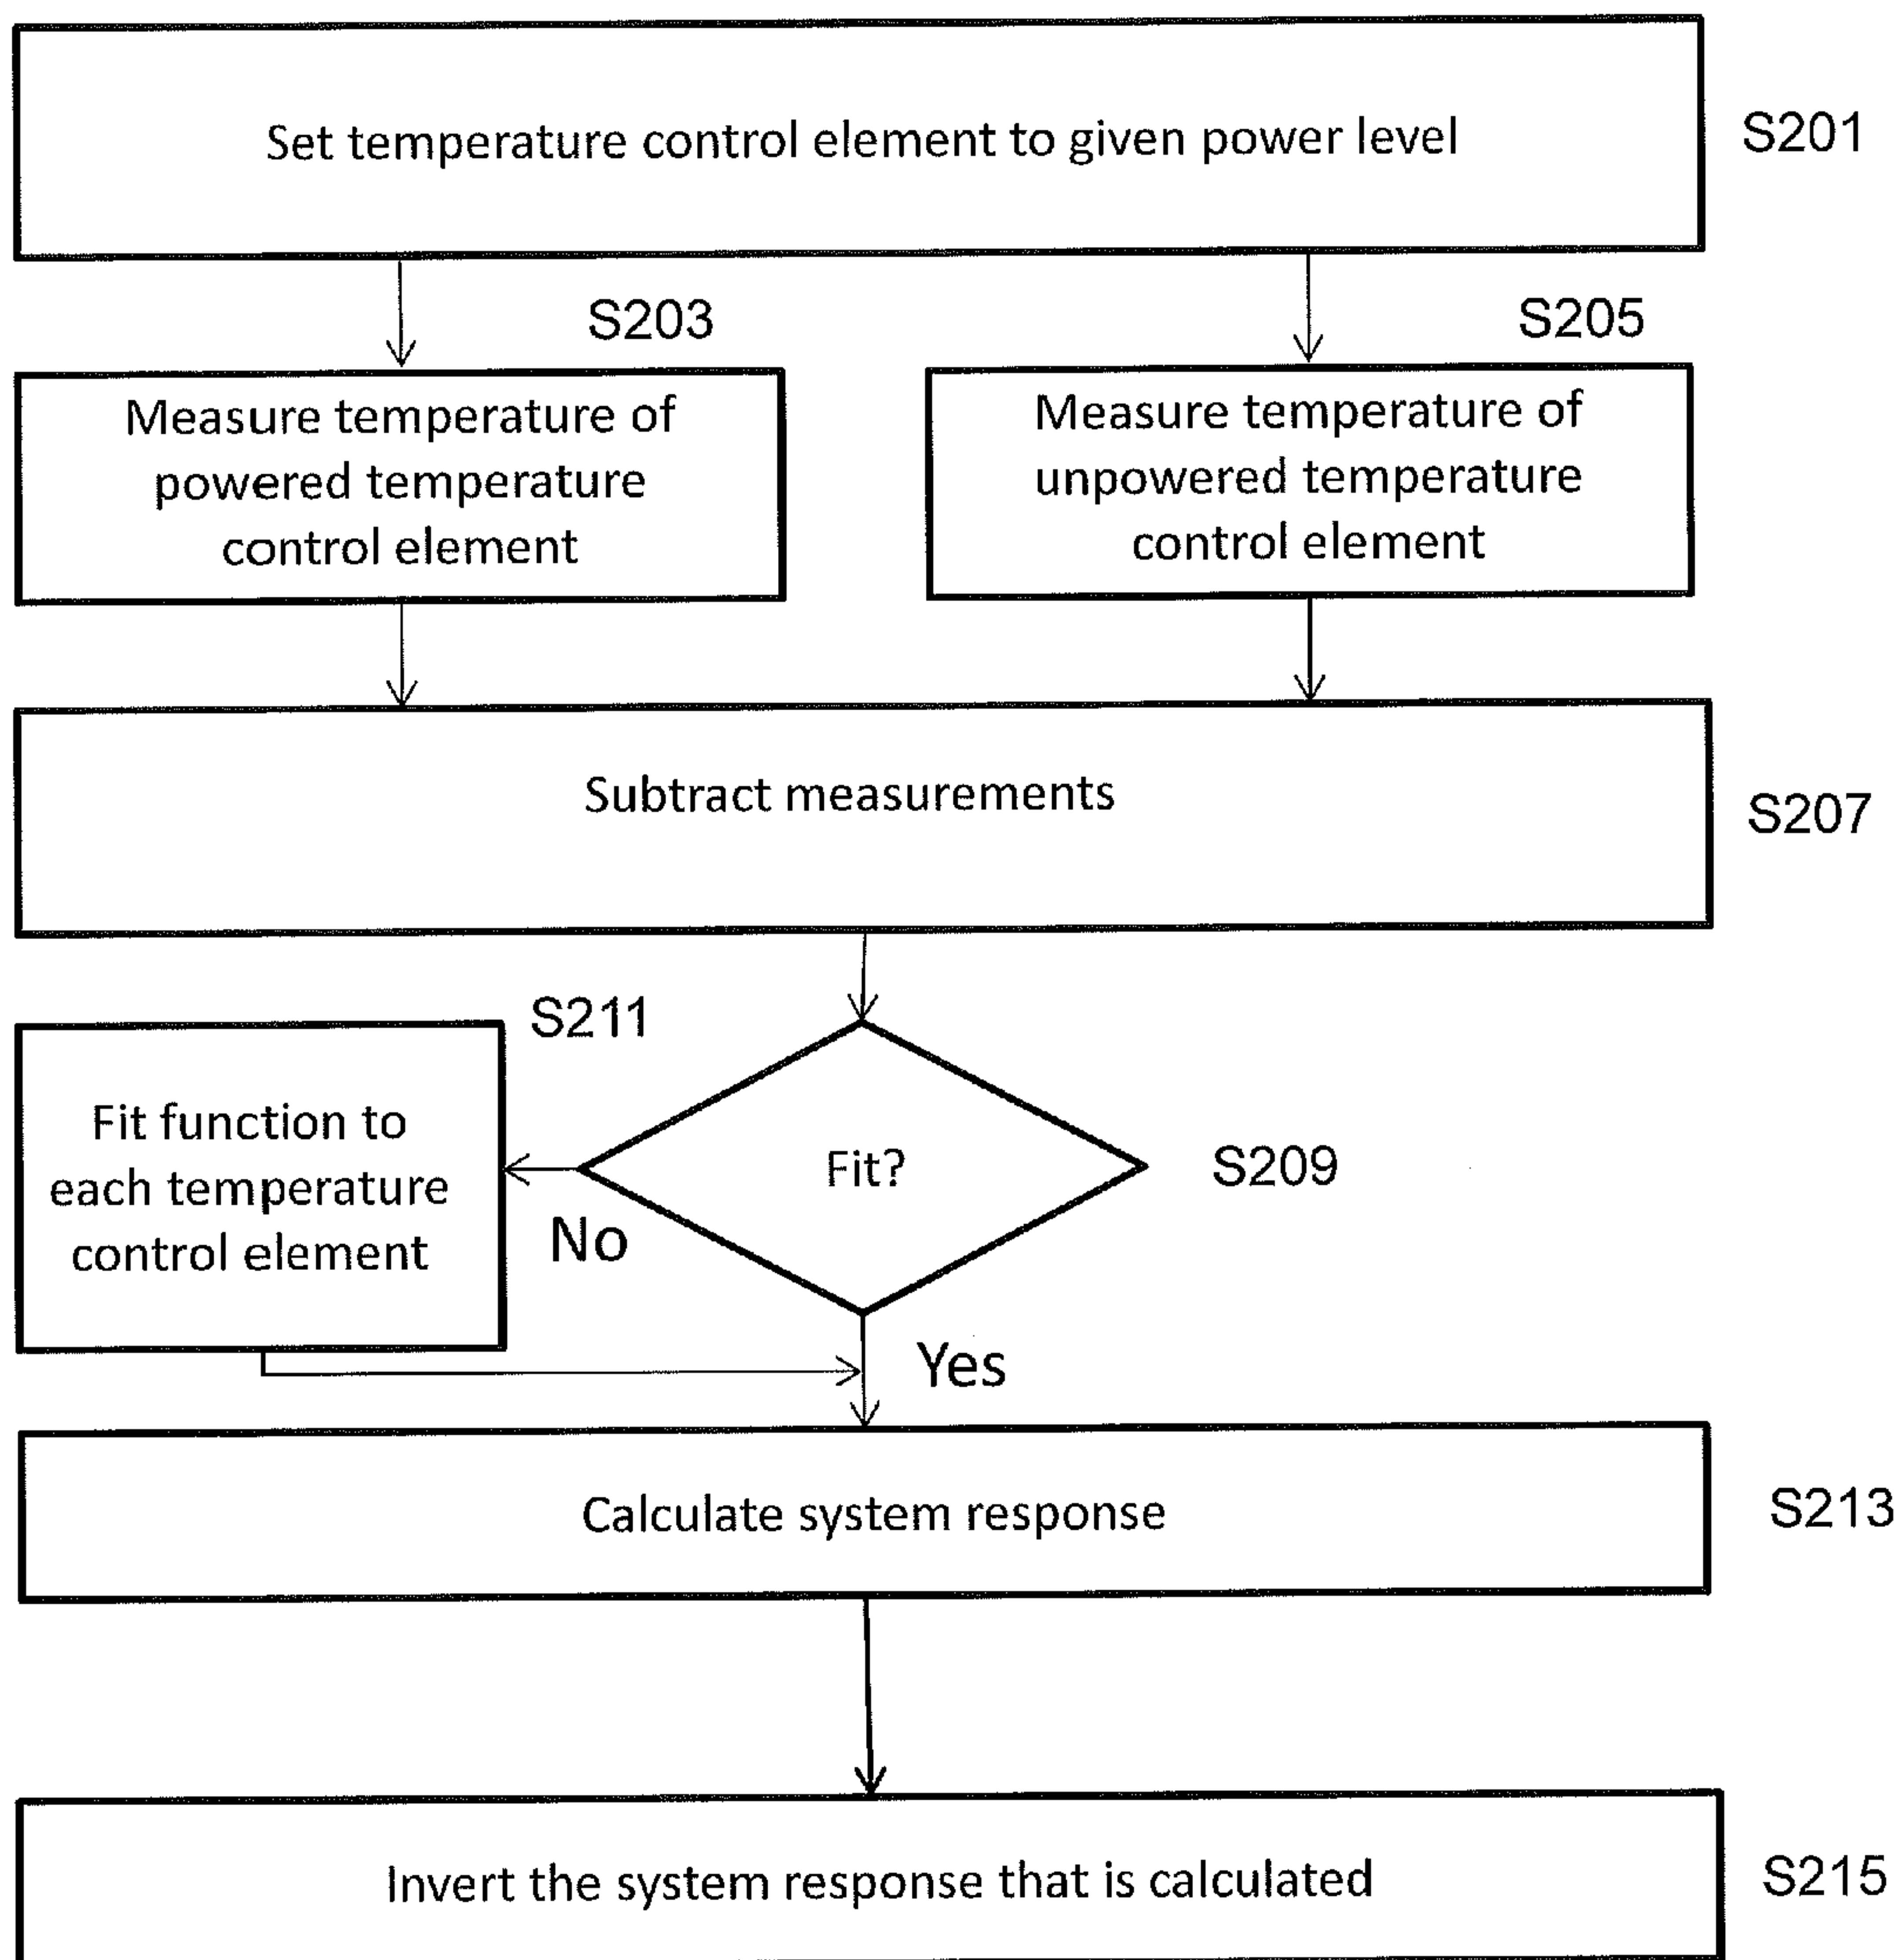 Set temperature control element to given power level
S201
S203
S205
Measure temperature of
powered temperature
control element
Measure temperature of
unpowered temperature
control element
Subtract measurements
S207
S211
Fit function to
each temperature
control element
No
Fit?
S209
Yes
Calculate system response
S213
Invert the system response that is calculated
S215